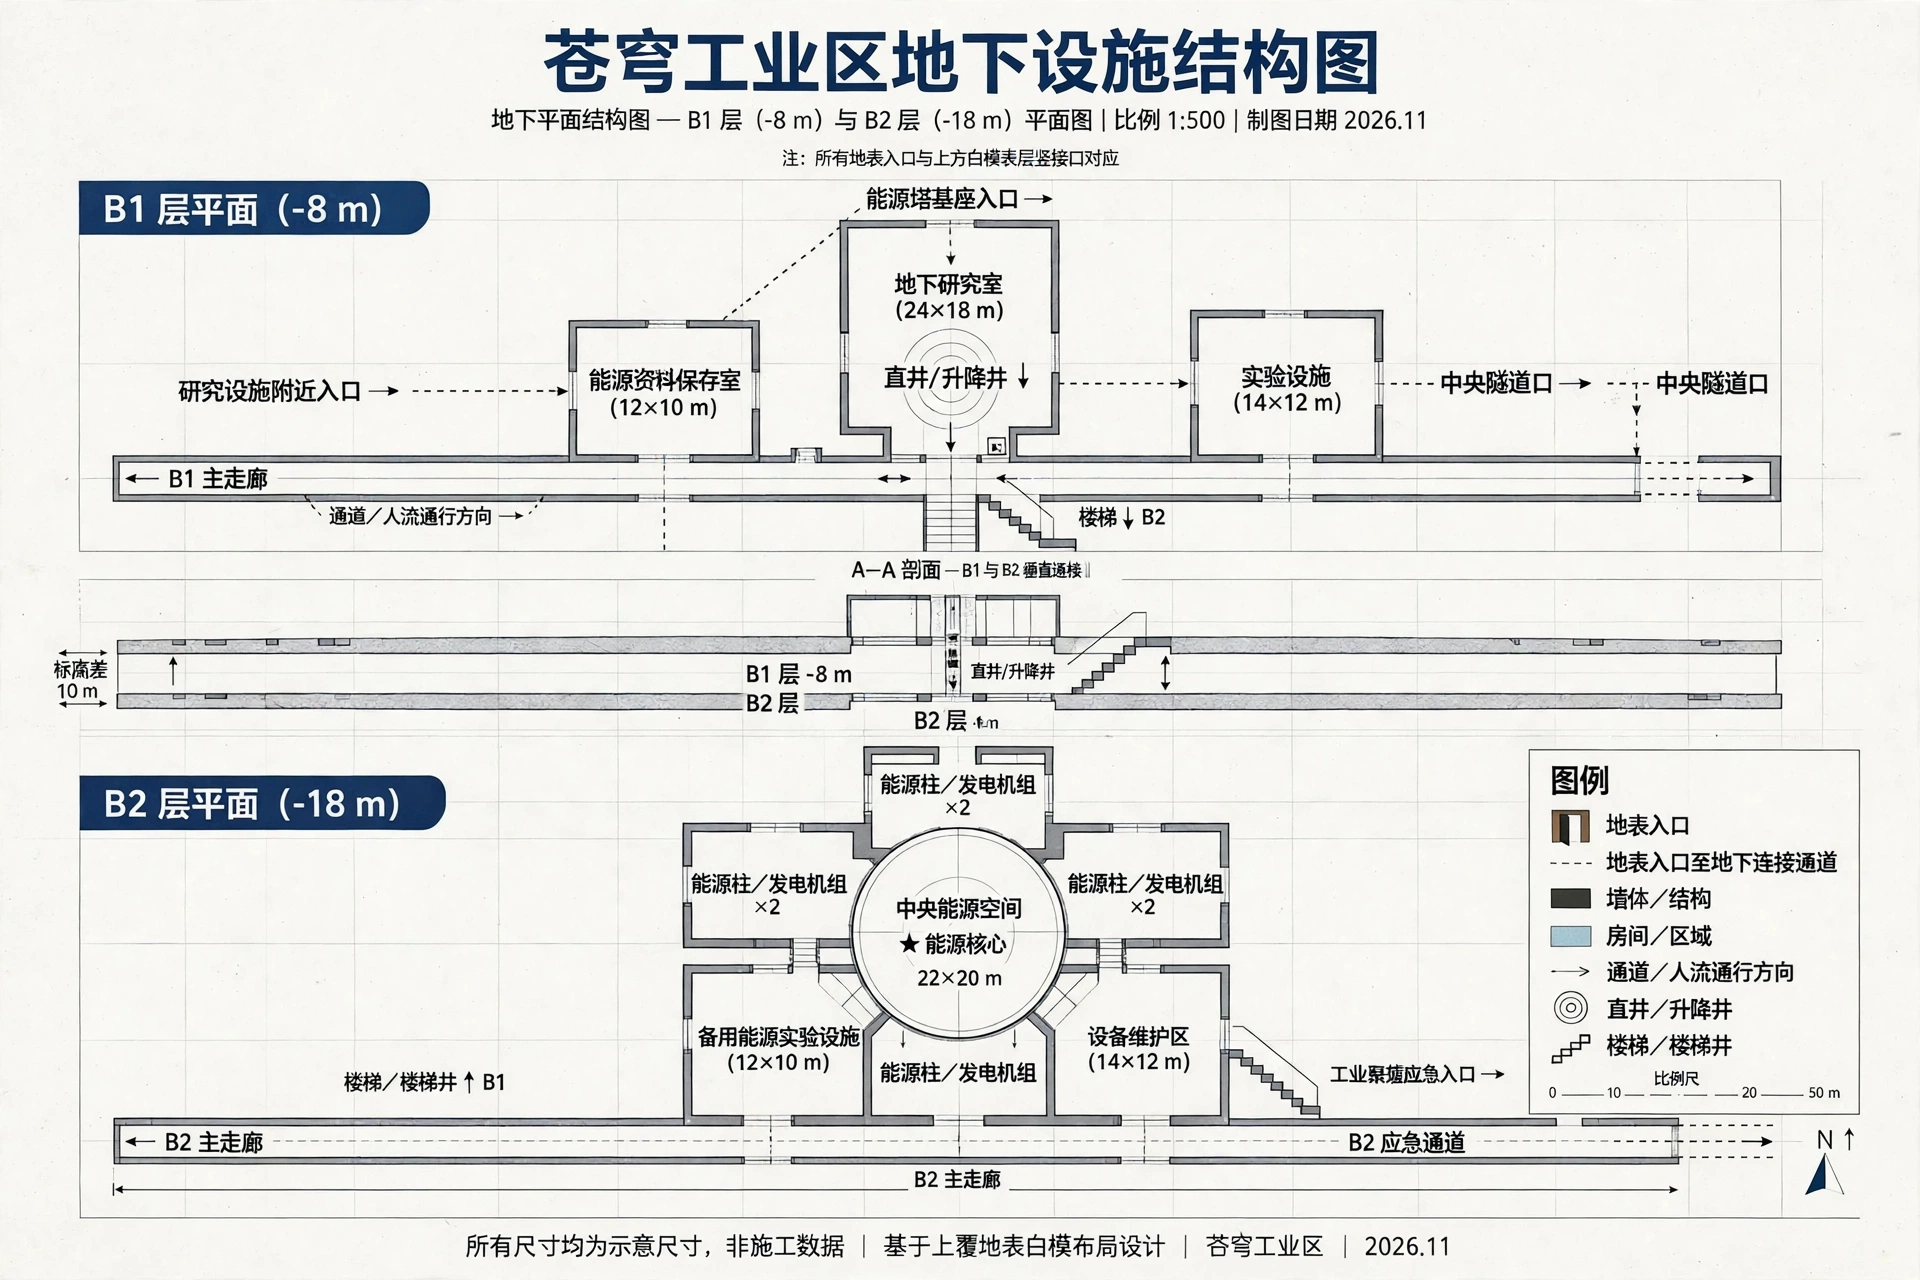 苍穹工业区地下设施结构图
地下平面结构图 — B1 层（-8 m）与 B2 层（-18 m）平面图 | 比例 1:500 | 制图日期 2026.11
注：所有地表入口与上方白模表层竖接口对应
B1 层平面（-8 m）
能源塔基座入口 →
地下研究室
(24×18 m)
直井/升降井 ↓
研究设施附近入口 →
能源资料保存室
(12×10 m)
实验设施
(14×12 m)
中央隧道口 →
中央隧道口
← B1 主走廊
通道／人流通行方向 →
楼梯 ↓ B2
A—A 剖面 — B1 与 B2 垂直连接
标高差
10 m
B1 层 -8 m
直井/升降井
B2 层
B2 层
B2 层平面（-18 m）
能源柱／发电机组
×2
能源柱／发电机组
×2
能源柱／发电机组
×2
中央能源空间
★ 能源核心
22×20 m
备用能源实验设施
(12×10 m)
能源柱／发电机组
设备维护区
(14×12 m)
楼梯／楼梯井 ↑ B1
工业应急入口 →
← B2 主走廊
B2 应急通道
B2 主走廊
图例
地表入口
地表入口至地下连接通道
墙体／结构
房间／区域
通道／人流通行方向
直井／升降井
楼梯／楼梯井
比例尺
0 10 20 50 m
N ↑
所有尺寸均为示意尺寸，非施工数据 | 基于上覆地表白模布局设计 | 苍穹工业区 | 2026.11